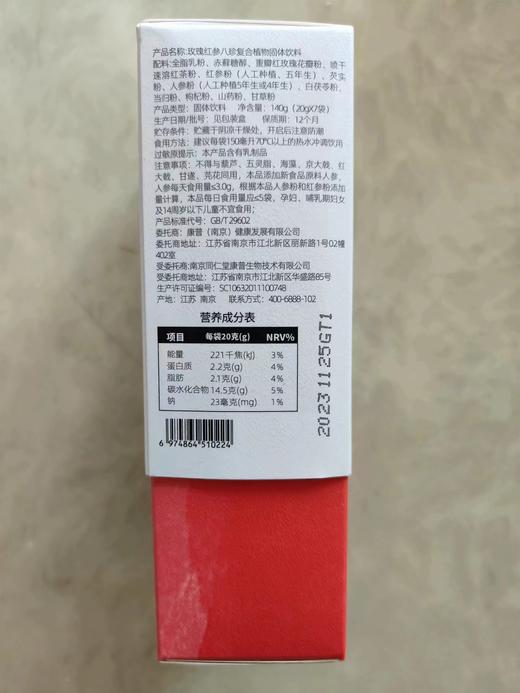 产品名称:玫瑰红参八珍复合植物固体饮料
配料:全脂乳粉、赤藓糖醇、重瓣红玫瑰花瓣粉、喷干
速溶红茶粉、红参粉（人工种植，五年生）、芡实
粉、人参粉（人工种植5年生或4年生）、白茯苓粉、
当归粉、枸杞粉、山药粉、甘草粉
产品类型: 固体饮料 净含量: 140g（20gX7袋）
生产日期/批号: 见包装盒 保质期: 12个月
贮存条件: 贮藏于阴凉干燥处，开启后注意防潮
食用方法: 建议每袋150毫升70℃以上的热水冲调饮用
过敏原提示: 本产品含有乳制品
注意事项: 不得与藜芦、五灵脂、海藻、京大戟、红
大戟、甘遂、芫花同用，本品添加新食品原料人参，
人参每天食用量≤3.0g，根据本品人参粉和红参粉添加
量计算，本品每日食用量应≤5袋，孕妇、哺乳期妇女
及14周岁以下儿童不宜食用；
产品标准代号: GB/T 29602
委托商: 康普（南京）健康发展有限公司
委托商地址: 江苏省南京市江北新区丽新路1号02幢
402室
受委托商:南京同仁堂康普生物技术有限公司
受委托商地址: 江苏省南京市江北新区华盛路85号
生产许可证编号: SC10632011100748
产地: 江苏 南京 联系方式: 400-6888-102
营养成分表
项目 每袋20克(g) NRV%
能量 221千焦(kJ) 3%
蛋白质 2.2克(g) 4%
脂肪 2.1克(g) 4%
碳水化合物 14.5克(g) 5%
钠 23毫克(mg) 1%
6 974864 510224
2023 11 25GT1